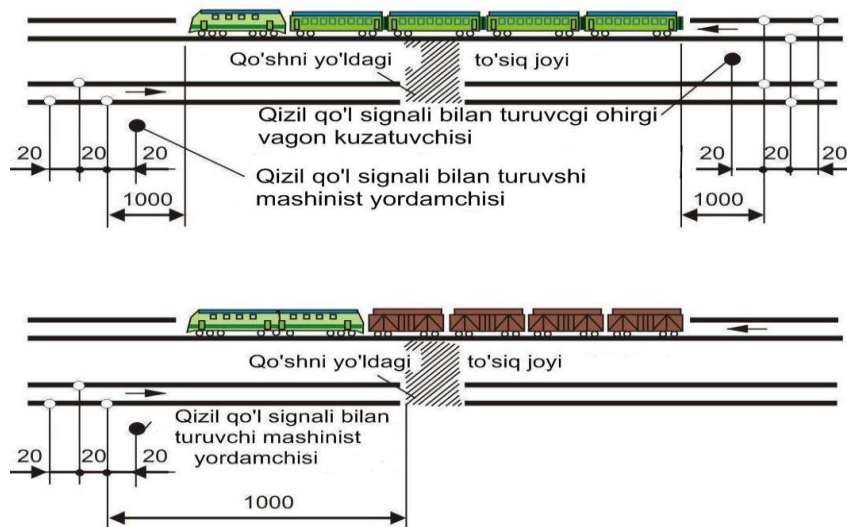 Qo'shni yo'ldagi to'siq joyi
Qizil qo'l signali bilan turuvcgi ohirgi
vagon kuzatuvchisi
20 20 20
20 20 20
Qizil qo'l signali bilan turuvshi
mashinist yordamchisi
1000
1000
Qo'shni yo'ldagi to'siq joyi
Qizil qo'l signali bilan
turuvchi mashinist
yordamchisi
20 20 20
1000